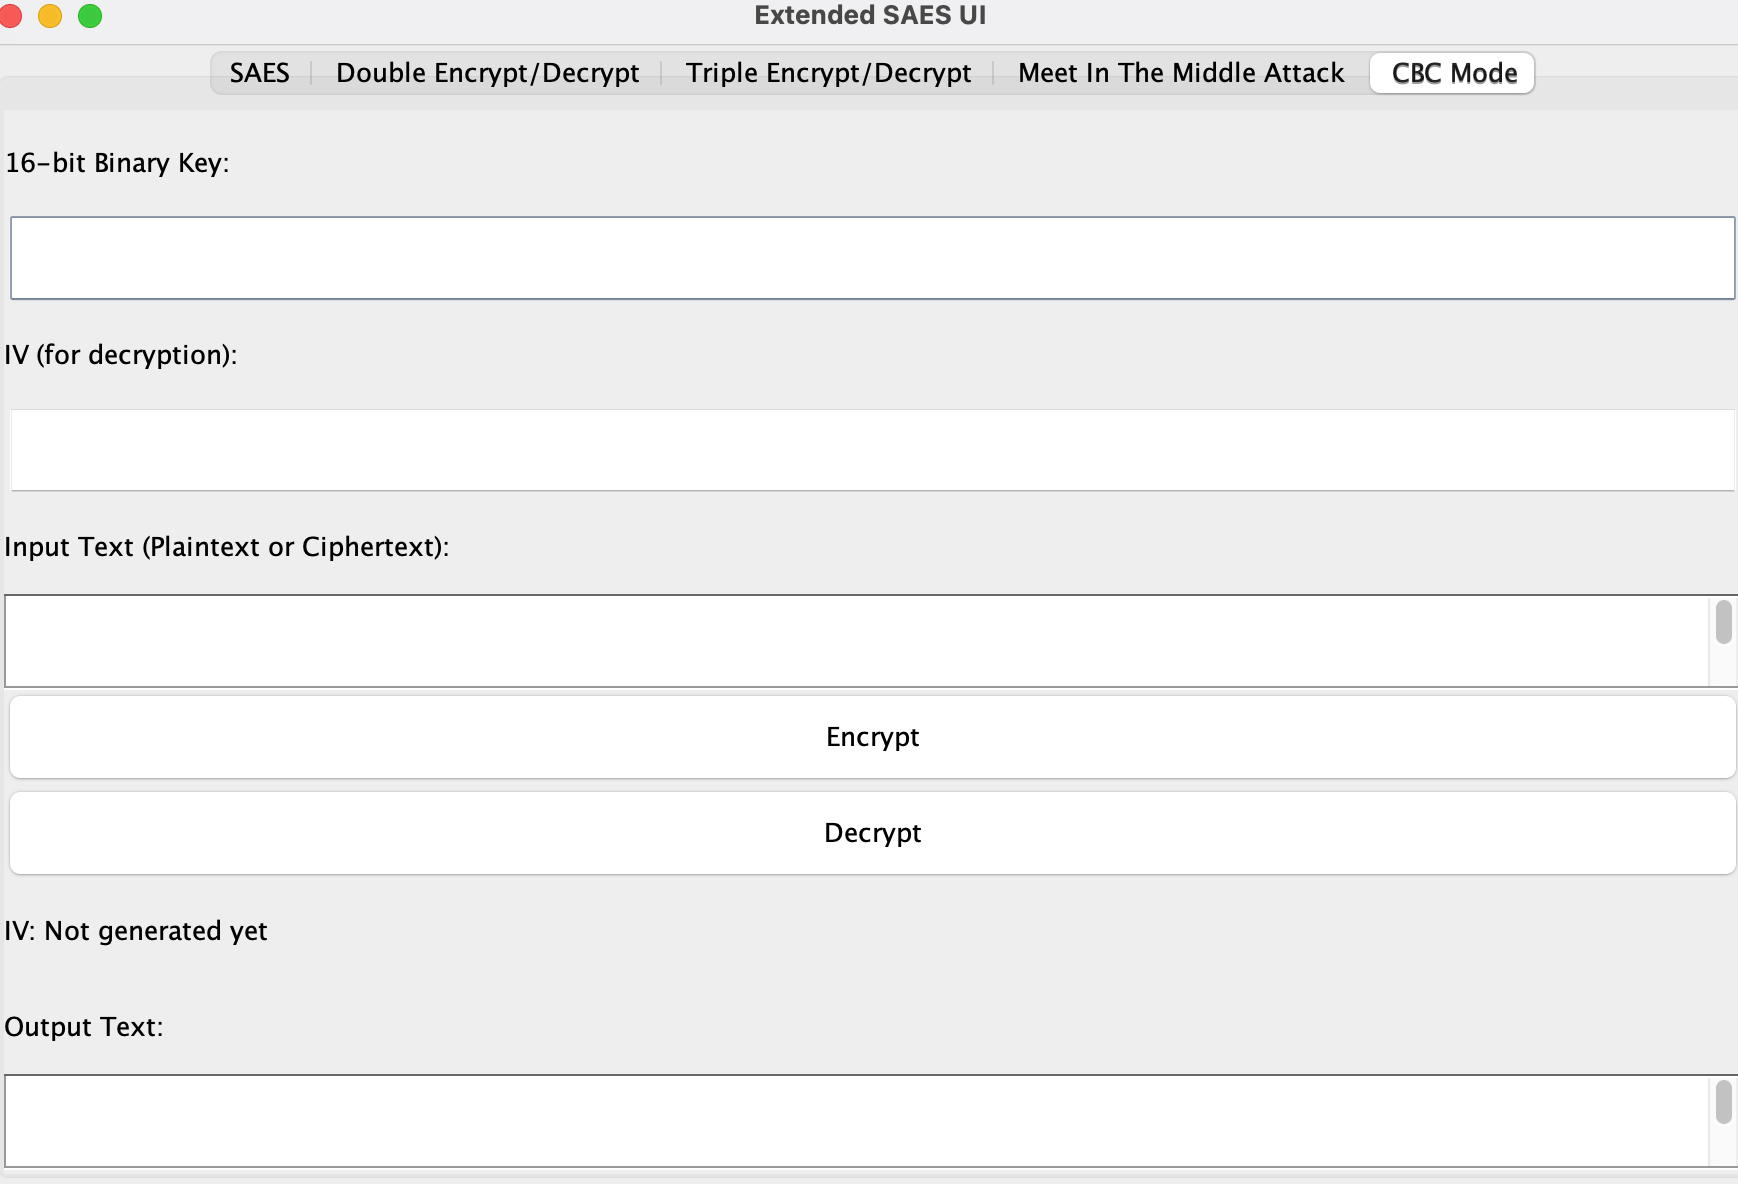 Extended SAES UI
SAES Double Encrypt/Decrypt Triple Encrypt/Decrypt Meet In The Middle Attack CBC Mode
16-bit Binary Key:
IV (for decryption):
Input Text (Plaintext or Ciphertext):
Encrypt
Decrypt
IV: Not generated yet
Output Text: